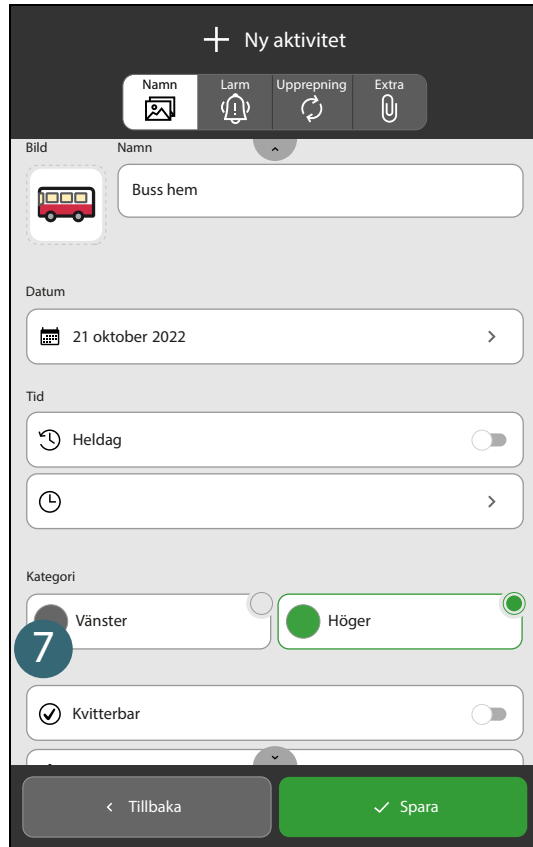 Ny aktivitet
Namn
Larm
Upprepning
Extra
Bild
Namn
Buss hem
Datum
21 oktober 2022
Tid
Heldag
Kategori
Vänster
Höger
7
Kvitterbar
Tillbaka
Spara